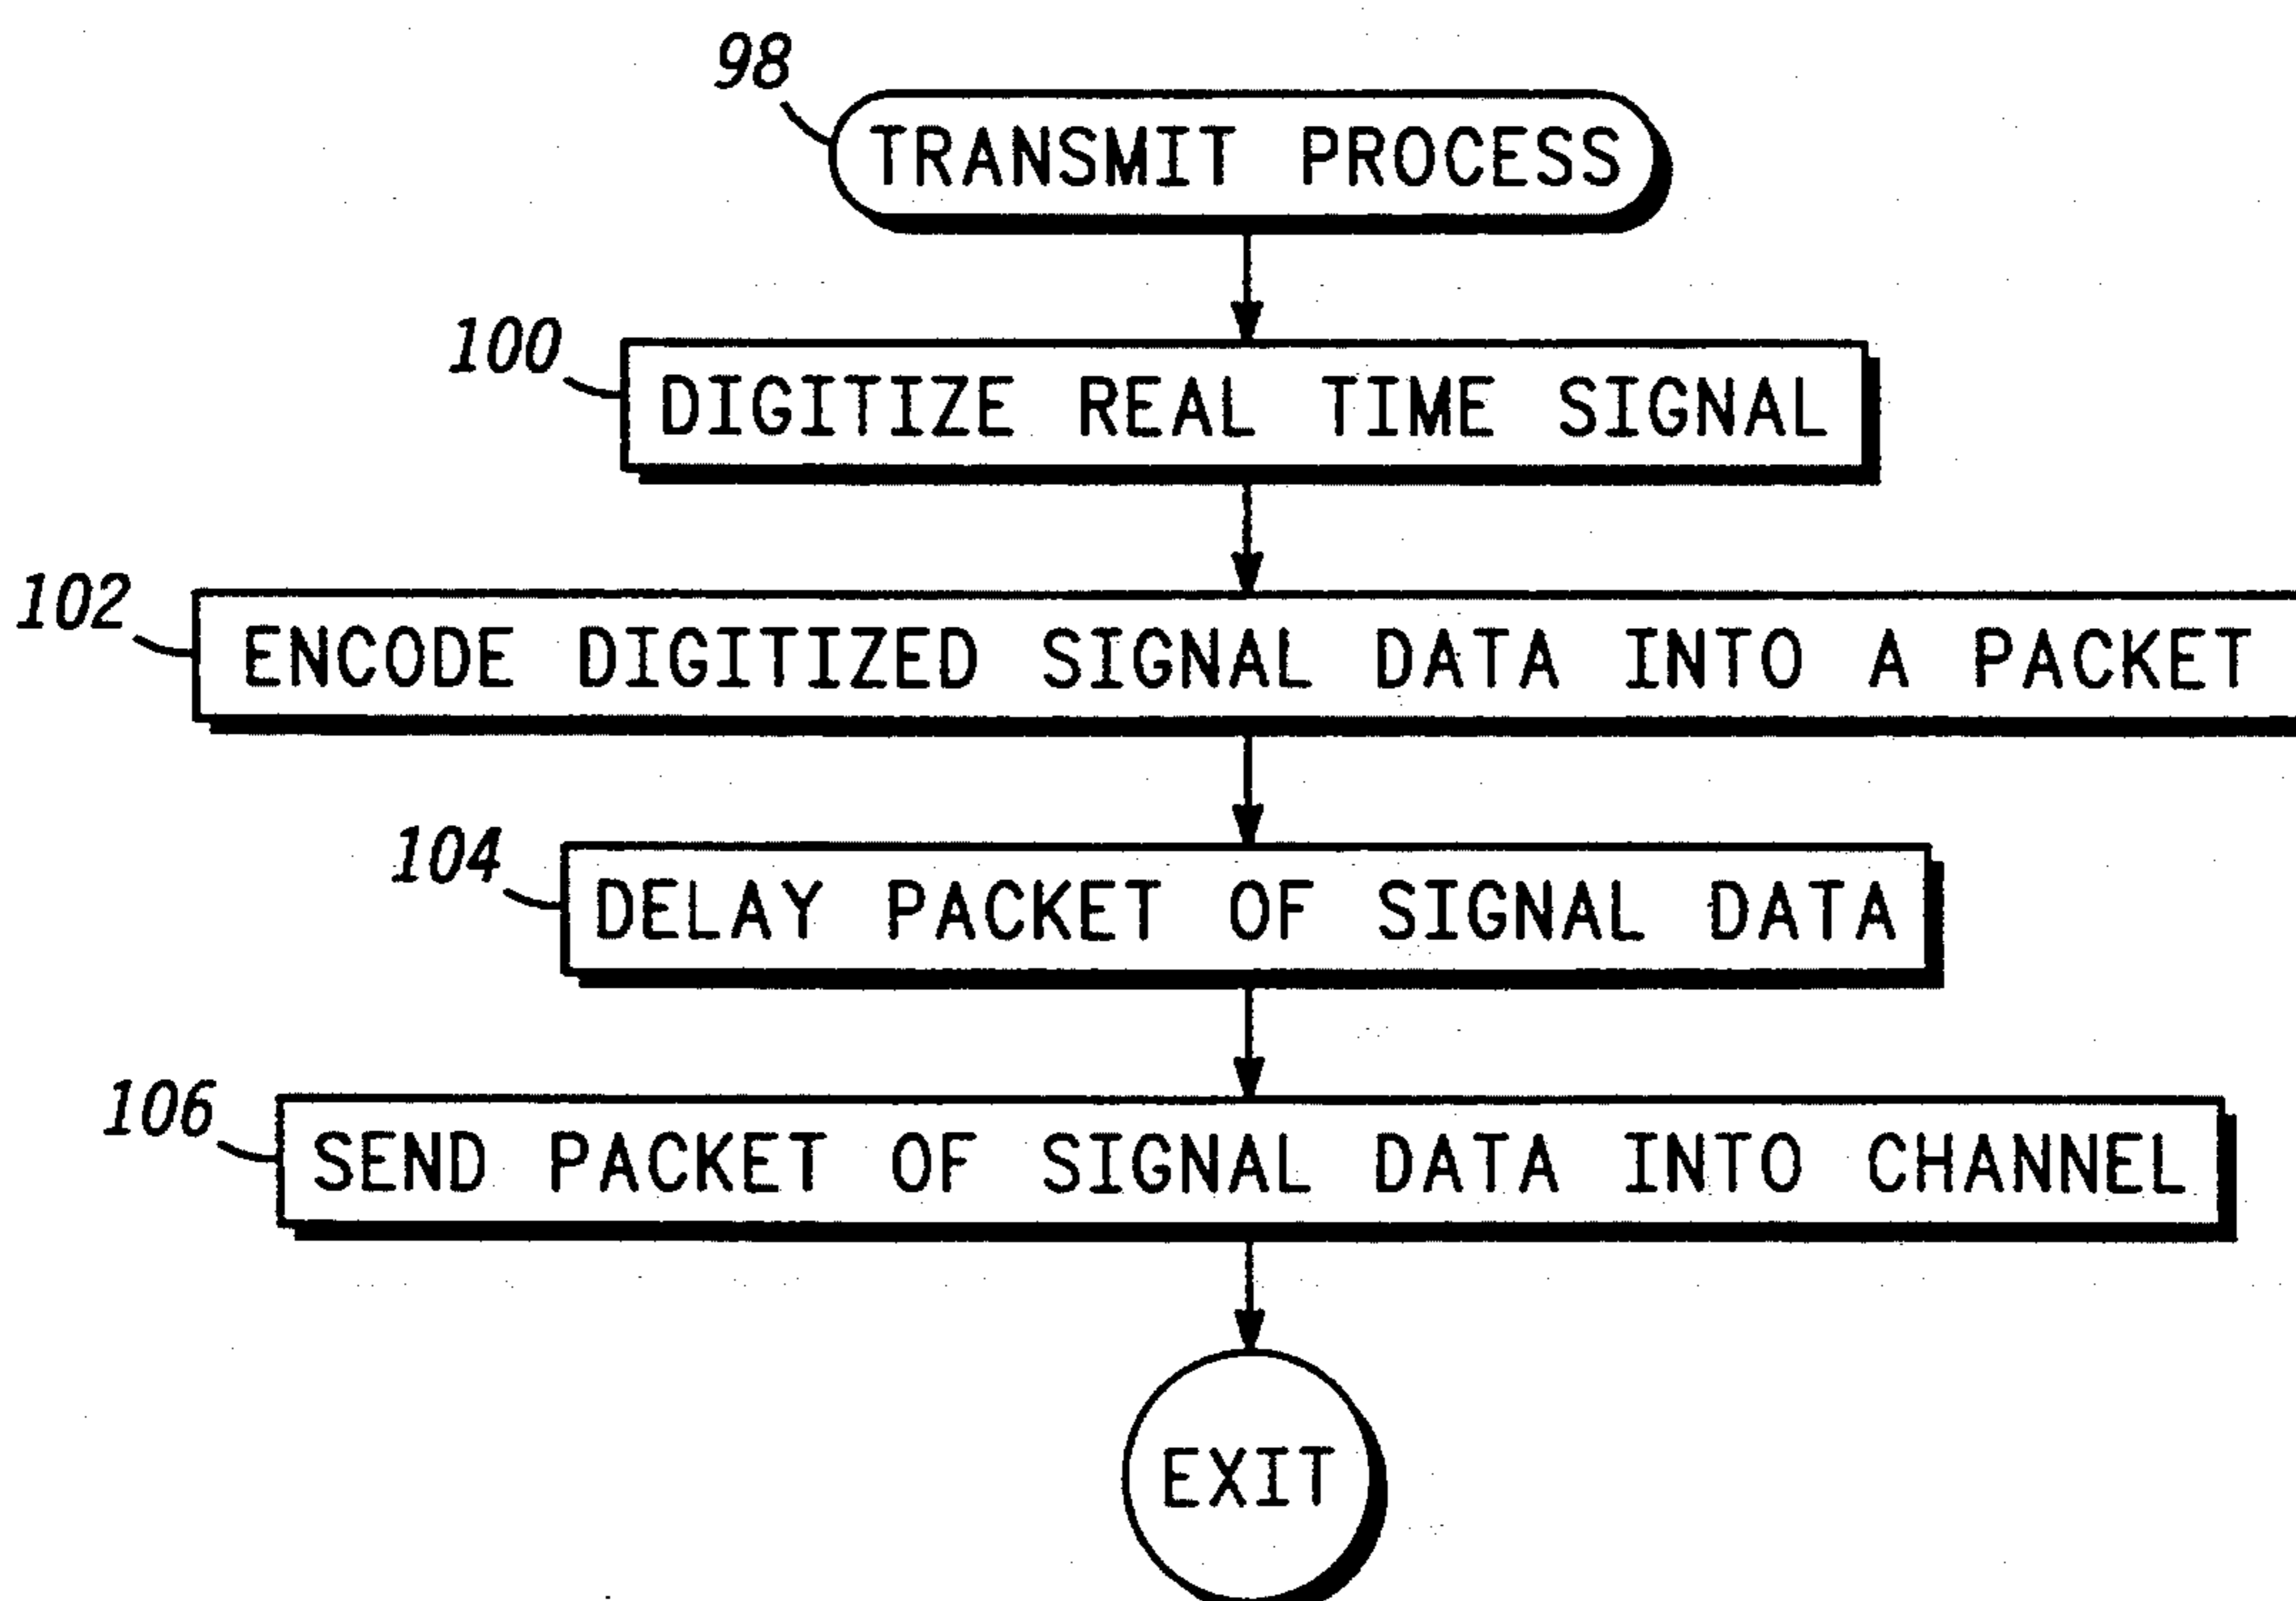 98
TRANSMIT PROCESS
100
DIGITIZE REAL TIME SIGNAL
102
ENCODE DIGITIZED SIGNAL DATA INTO A PACKET
104
DELAY PACKET OF SIGNAL DATA
106
SEND PACKET OF SIGNAL DATA INTO CHANNEL
EXIT